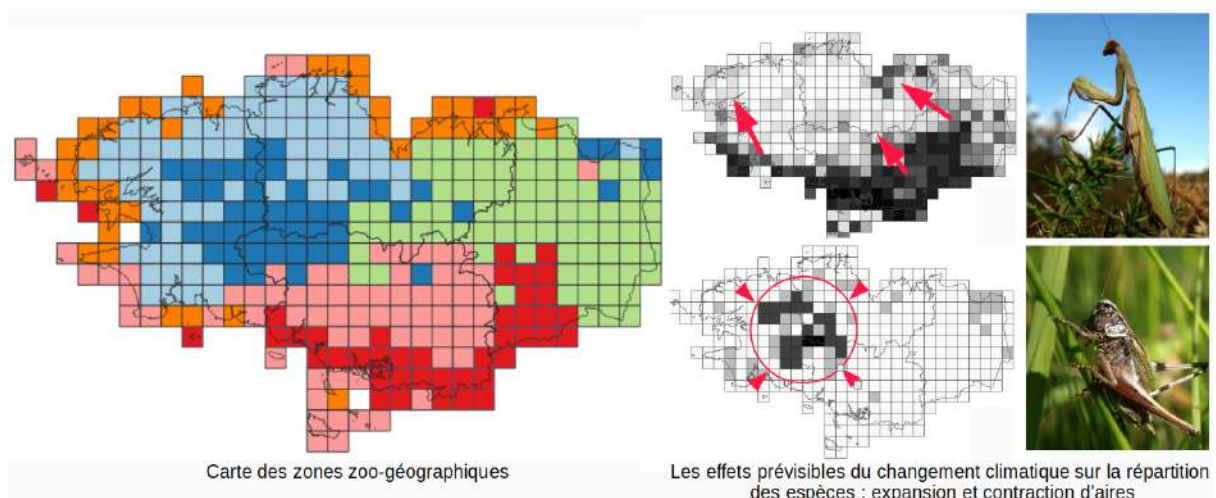 Carte des zones zoo-géographiques
Les effets prévisibles du changement climatique sur la répartition
des espèces : expansion et contraction d'aires